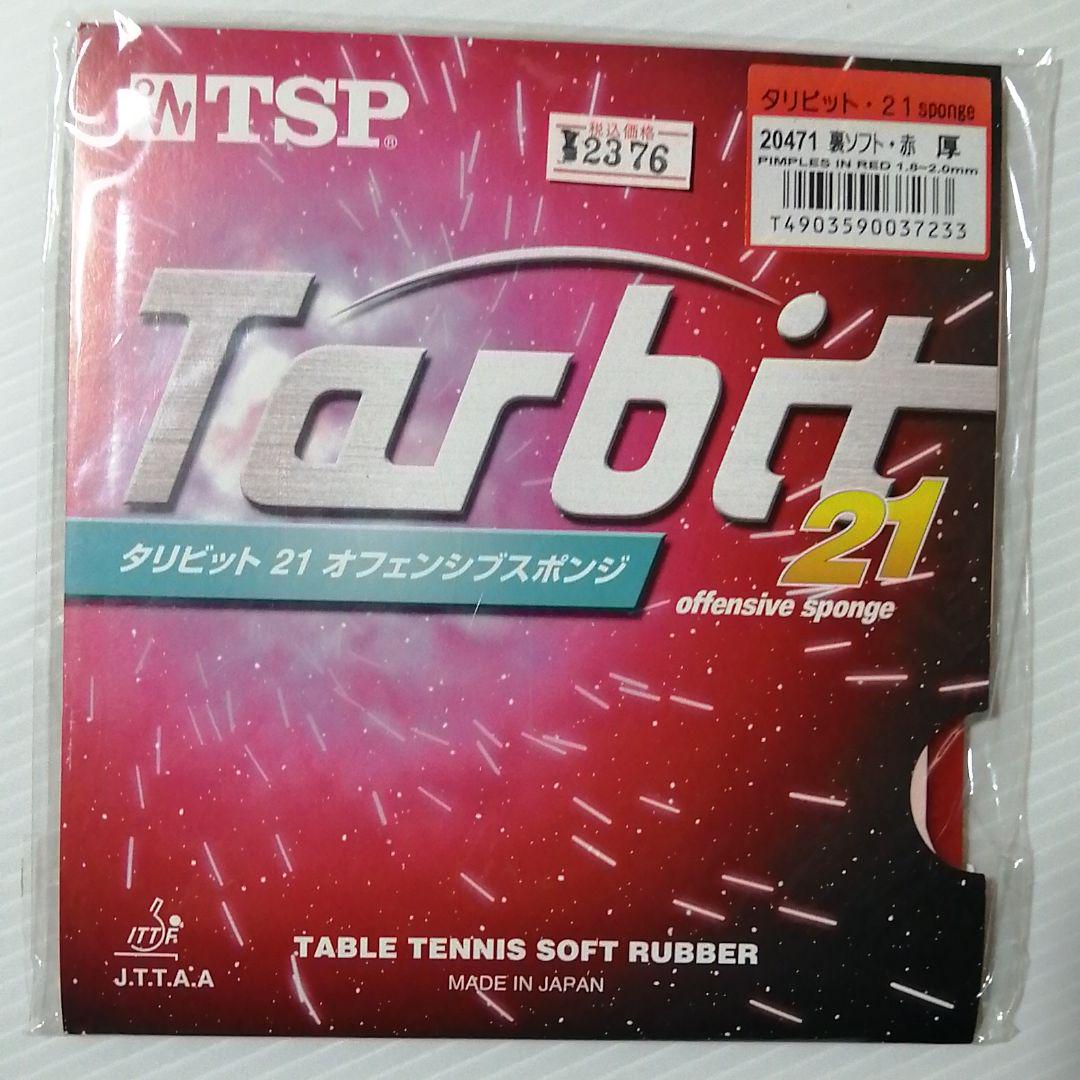 TSP®
税込価格
¥2376
タリビット・21sponge
20471 裏ソフト・赤 厚
PIMPLES IN RED 1.8~2.0mm
T4903590037233
Tarbit
21
タリビット 21 オフェンシブスポンジ
offensive sponge
ITTF
J.T.T.A.A
TABLE TENNIS SOFT RUBBER
MADE IN JAPAN